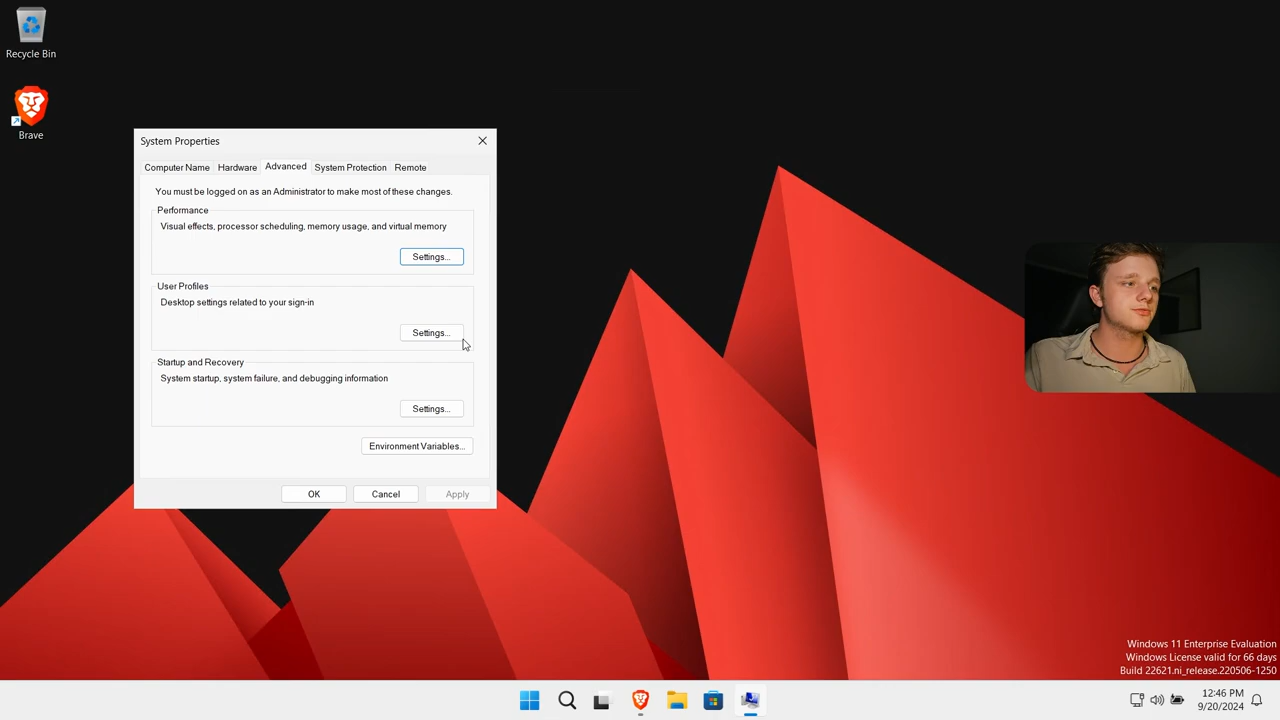 Recycle Bin
Brave
System Properties
Computer Name Hardware Advanced System Protection Remote
You must be logged on as an Administrator to make most of these changes.
Performance
Visual effects, processor scheduling, memory usage, and virtual memory
Settings...
User Profiles
Desktop settings related to your sign-in
Settings...
Startup and Recovery
System startup, system failure, and debugging information
Settings...
Environment Variables...
OK Cancel Apply
Windows 11 Enterprise Evaluation
Windows License valid for 66 days
Build 22621.ni_release.220506-1250
12:46 PM
9/20/2024